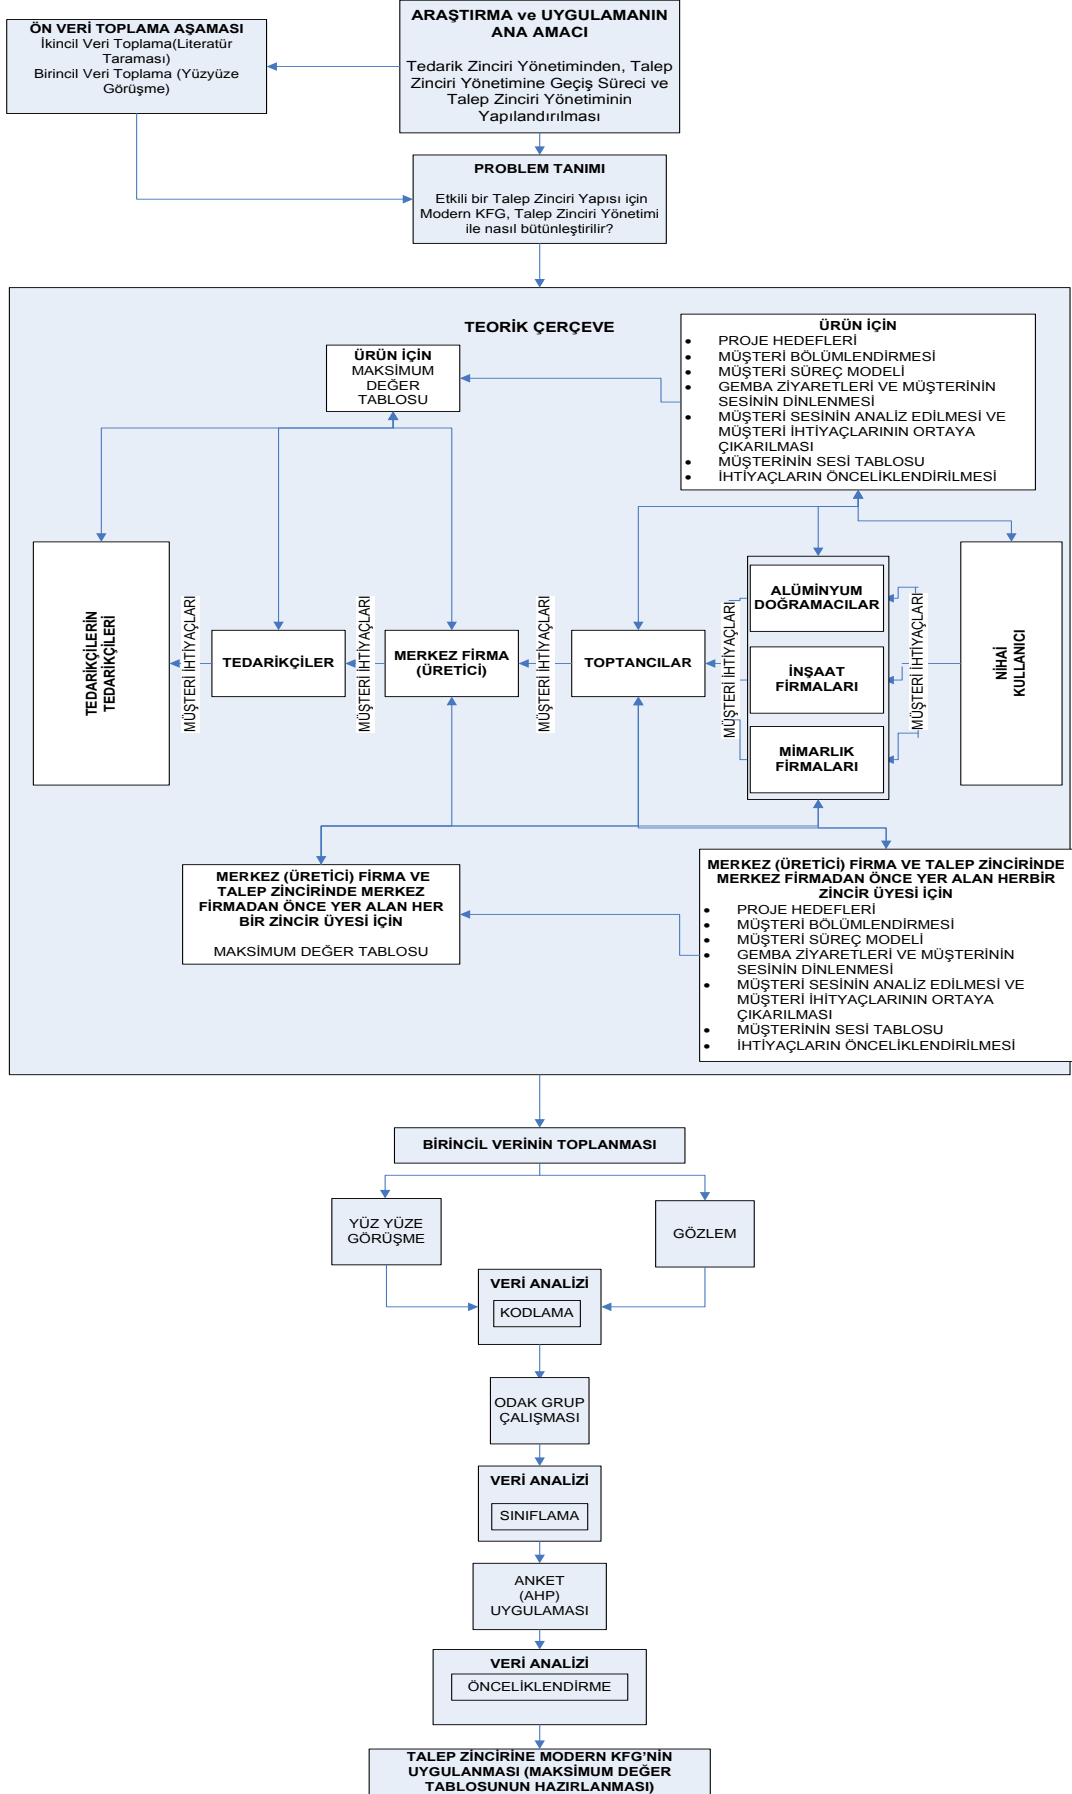 ARAŞTIRMA ve UYGULAMANIN
ANA AMACI
Tedarik Zinciri Yönetiminden, Talep
Zinciri Yönetimine Geçiş Süreci ve
Talep Zinciri Yönetiminin
Yapılandırılması
ÖN VERİ TOPLAMA AŞAMASI
İkincil Veri Toplama(Literatür
Taraması)
Birincil Veri Toplama (Yüzyüze
Görüşme)
PROBLEM TANIMI
Etkili bir Talep Zinciri Yapısı için
Modern KFG, Talep Zinciri Yönetimi
ile nasıl bütünleştirilir?
TEORİK ÇERÇEVE
ÜRÜN İÇİN
MAKSİMUM
DEĞER
TABLOSU
ÜRÜN İÇİN
• PROJE HEDEFLERİ
• MÜŞTERİ BÖLÜMLENDİRMESİ
• MÜŞTERİ SÜREÇ MODELİ
• GEMBA ZİYARETLERİ VE MÜŞTERİNİN
SESİNİN DİNLENMESİ
• MÜŞTERİ SESİNİN ANALİZ EDİLMESİ VE
MÜŞTERİ İHTİYAÇLARININ ORTAYA
ÇIKARILMASI
• MÜŞTERİNİN SESİ TABLOSU
• İHTİYAÇLARIN ÖNCELİKLENDİRİLMESİ
TEDARİKÇİLERİN
TEDARİKÇİLERİ
MÜŞTERİ İHTİYAÇLARI
TEDARİKÇİLER
MÜŞTERİ İHTİYAÇLARI
MERKEZ FİRMA
(ÜRETİCİ)
MÜŞTERİ İHTİYAÇLARI
TOPTANCILAR
MÜŞTERİ İHTİYAÇLARI
ALÜMİNYUM
DOĞRAMACILAR
İNŞAAT
FİRMALARI
MİMARLIK
FİRMALARI
MÜŞTERİ İHTİYAÇLARI
NİHAİ
KULLANICI
MERKEZ (ÜRETİCİ) FİRMA VE
TALEP ZİNCİRİNDE MERKEZ
FİRMADAN ÖNCE YER ALAN HER
BİR ZİNCİR ÜYESİ İÇİN
MAKSİMUM DEĞER TABLOSU
MERKEZ (ÜRETİCİ) FİRMA VE TALEP ZİNCİRİNDE
MERKEZ FİRMADAN ÖNCE YER ALAN HERBİR
ZİNCİR ÜYESİ İÇİN
• PROJE HEDEFLERİ
• MÜŞTERİ BÖLÜMLENDİRMESİ
• MÜŞTERİ SÜREÇ MODELİ
• GEMBA ZİYARETLERİ VE MÜŞTERİNİN
SESİNİN DİNLENMESİ
• MÜŞTERİ SESİNİN ANALİZ EDİLMESİ VE
MÜŞTERİ İHİTYAÇLARININ ORTAYA
ÇIKARILMASI
• MÜŞTERİNİN SESİ TABLOSU
• İHTİYAÇLARIN ÖNCELİKLENDİRİLMESİ
BİRİNCİL VERİNİN TOPLANMASI
YÜZ YÜZE
GÖRÜŞME
GÖZLEM
VERİ ANALİZİ
KODLAMA
ODAK GRUP
ÇALIŞMASI
VERİ ANALİZİ
SINIFLAMA
ANKET
(AHP)
UYGULAMASI
VERİ ANALİZİ
ÖNCELİKLENDİRME
TALEP ZİNCİRİNE MODERN KFG'NİN
UYGULANMASI (MAKSİMUM DEĞER
TABLOSUNUN HAZIRLANMASI)